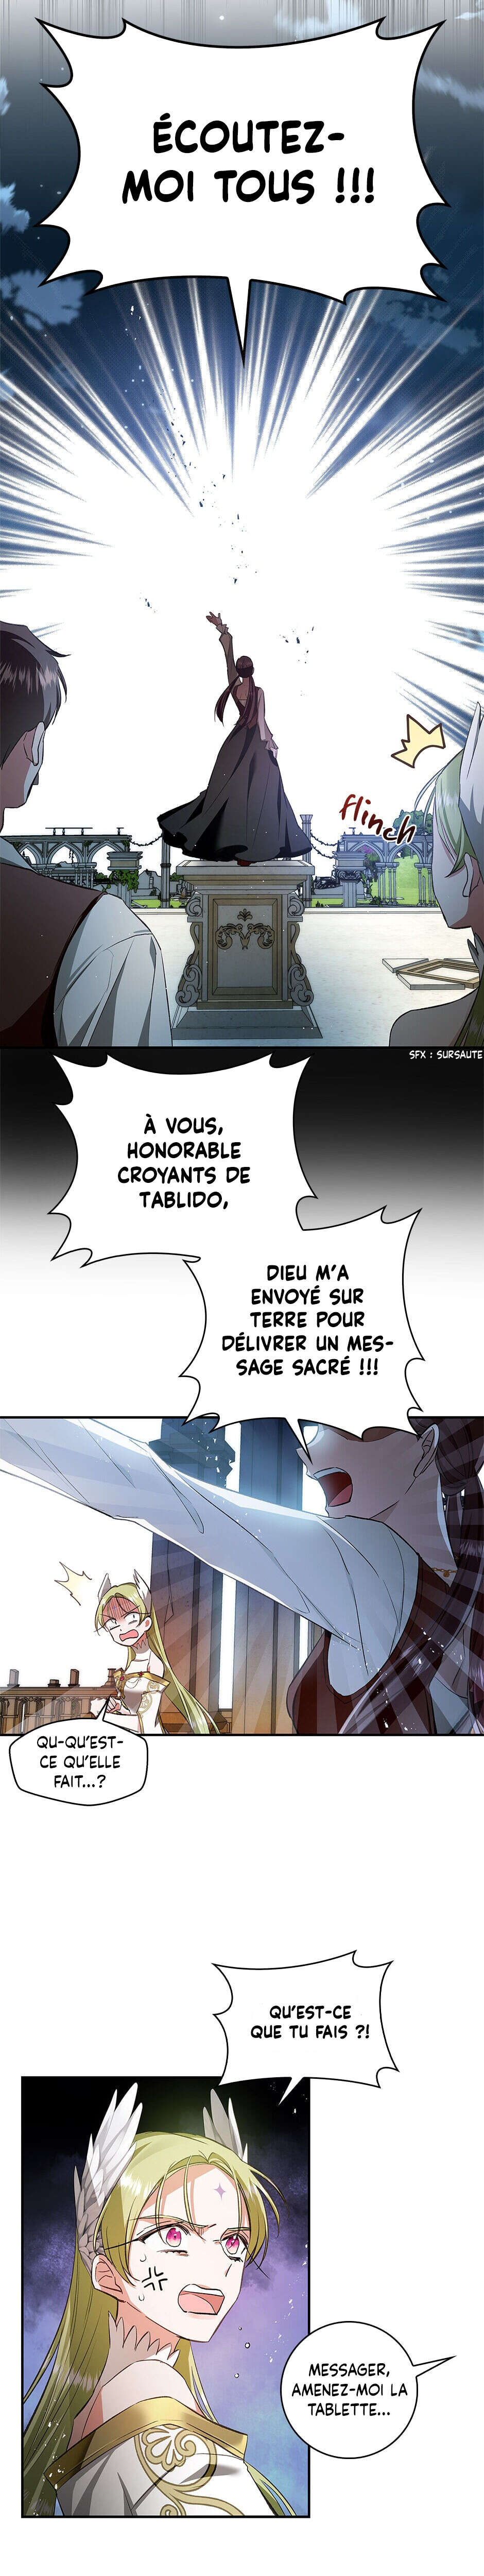 ÉCOUTEZ-
MOI TOUS !!!
flinch
SFX : SURSAUTE
À VOUS,
HONORABLE
CROYANTS DE
TABLIDO,
DIEU M'A
ENVOYÉ SUR
TERRE POUR
DÉLIVRER UN MES-
SAGE SACRÉ !!!
QU-QU'EST-
CE QU'ELLE
FAIT...?
QU'EST-CE
QUE TU FAIS ?!
MESSAGER,
AMENEZ-MOI LA
TABLETTE...